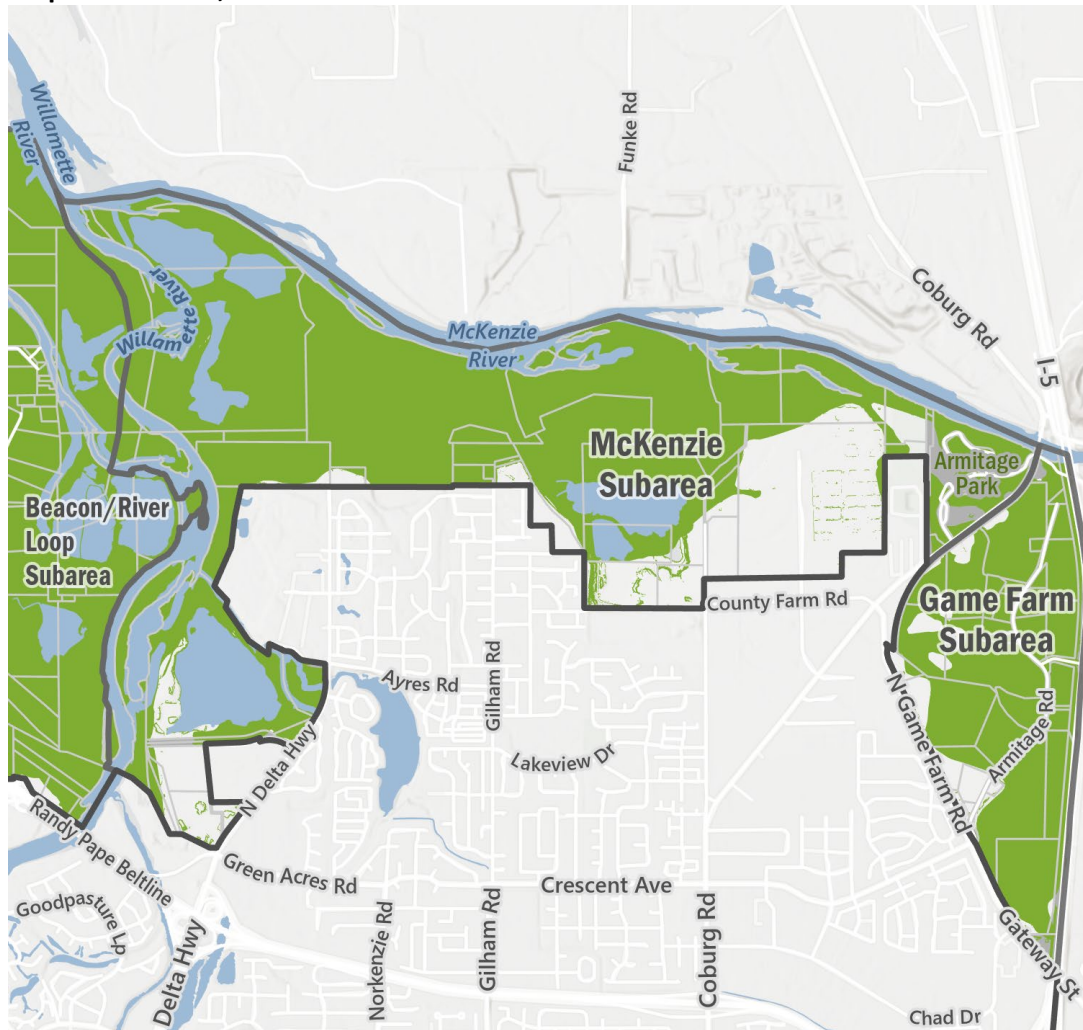 Willamette
River
Funke Rd
Coburg Rd
I-5
Willamette River
McKenzie
River
McKenzie
Subarea
Armitage
Park
Beacon/River
Loop
Subarea
County Farm Rd
Game Farm
Subarea
Ayres Rd
Gilham Rd
N Game Farm Rd
Armitage Rd
Lakeview Dr
N Delta Hwy
Randy Pape Beltline
Green Acres Rd
Crescent Ave
Goodpasture Lp
Delta Hwy
Norkenzie Rd
Gilham Rd
Coburg Rd
Gateway St
Chad Dr